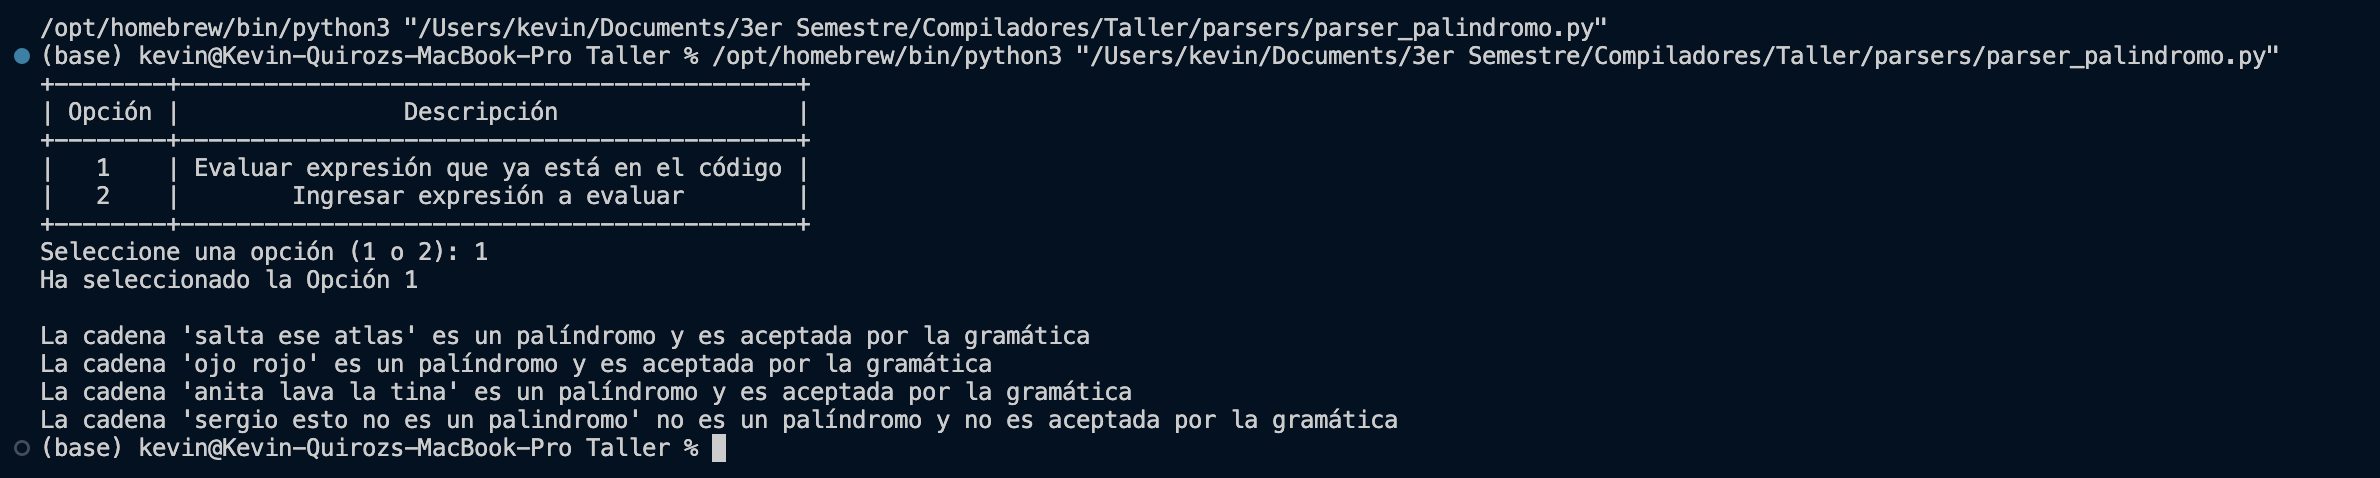 /opt/homebrew/bin/python3 "/Users/kevin/Documents/3er Semestre/Compiladores/Taller/parsers/parser_palindromo.py"
(base) kevin@Kevin-Quirozs-MacBook-Pro Taller % /opt/homebrew/bin/python3 "/Users/kevin/Documents/3er Semestre/Compiladores/Taller/parsers/parser_palindromo.py"
+--------+--------------------------------------------+
| Opción |                Descripción                 |
+--------+--------------------------------------------+
|   1    | Evaluar expresión que ya está en el código |
|   2    |        Ingresar expresión a evaluar        |
+--------+--------------------------------------------+
Seleccione una opción (1 o 2): 1
Ha seleccionado la Opción 1
La cadena 'salta ese atlas' es un palíndromo y es aceptada por la gramática
La cadena 'ojo rojo' es un palíndromo y es aceptada por la gramática
La cadena 'anita lava la tina' es un palíndromo y es aceptada por la gramática
La cadena 'sergio esto no es un palindromo' no es un palíndromo y no es aceptada por la gramática
(base) kevin@Kevin-Quirozs-MacBook-Pro Taller %